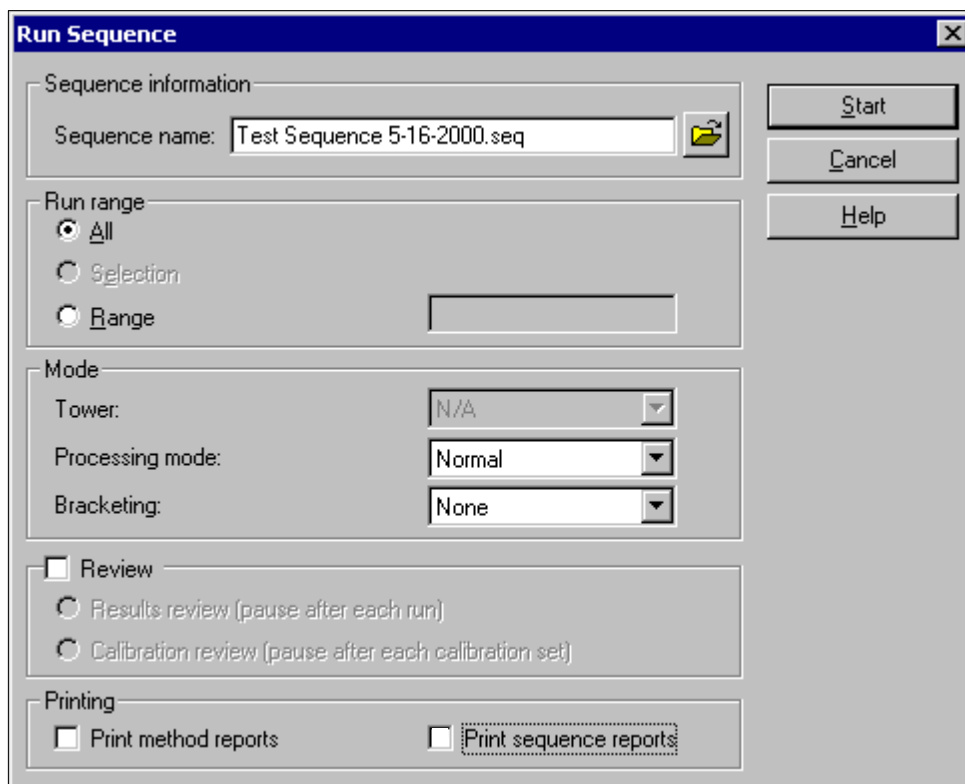 Run Sequence
Sequence information
Sequence name: Test Sequence 5-16-2000.seq
Start
Cancel
Help
Run range
All
Selection
Range
Mode
Tower: N/A
Processing mode: Normal
Bracketing: None
Review
Results review (pause after each run)
Calibration review (pause after each calibration set)
Printing
Print method reports Print sequence reports